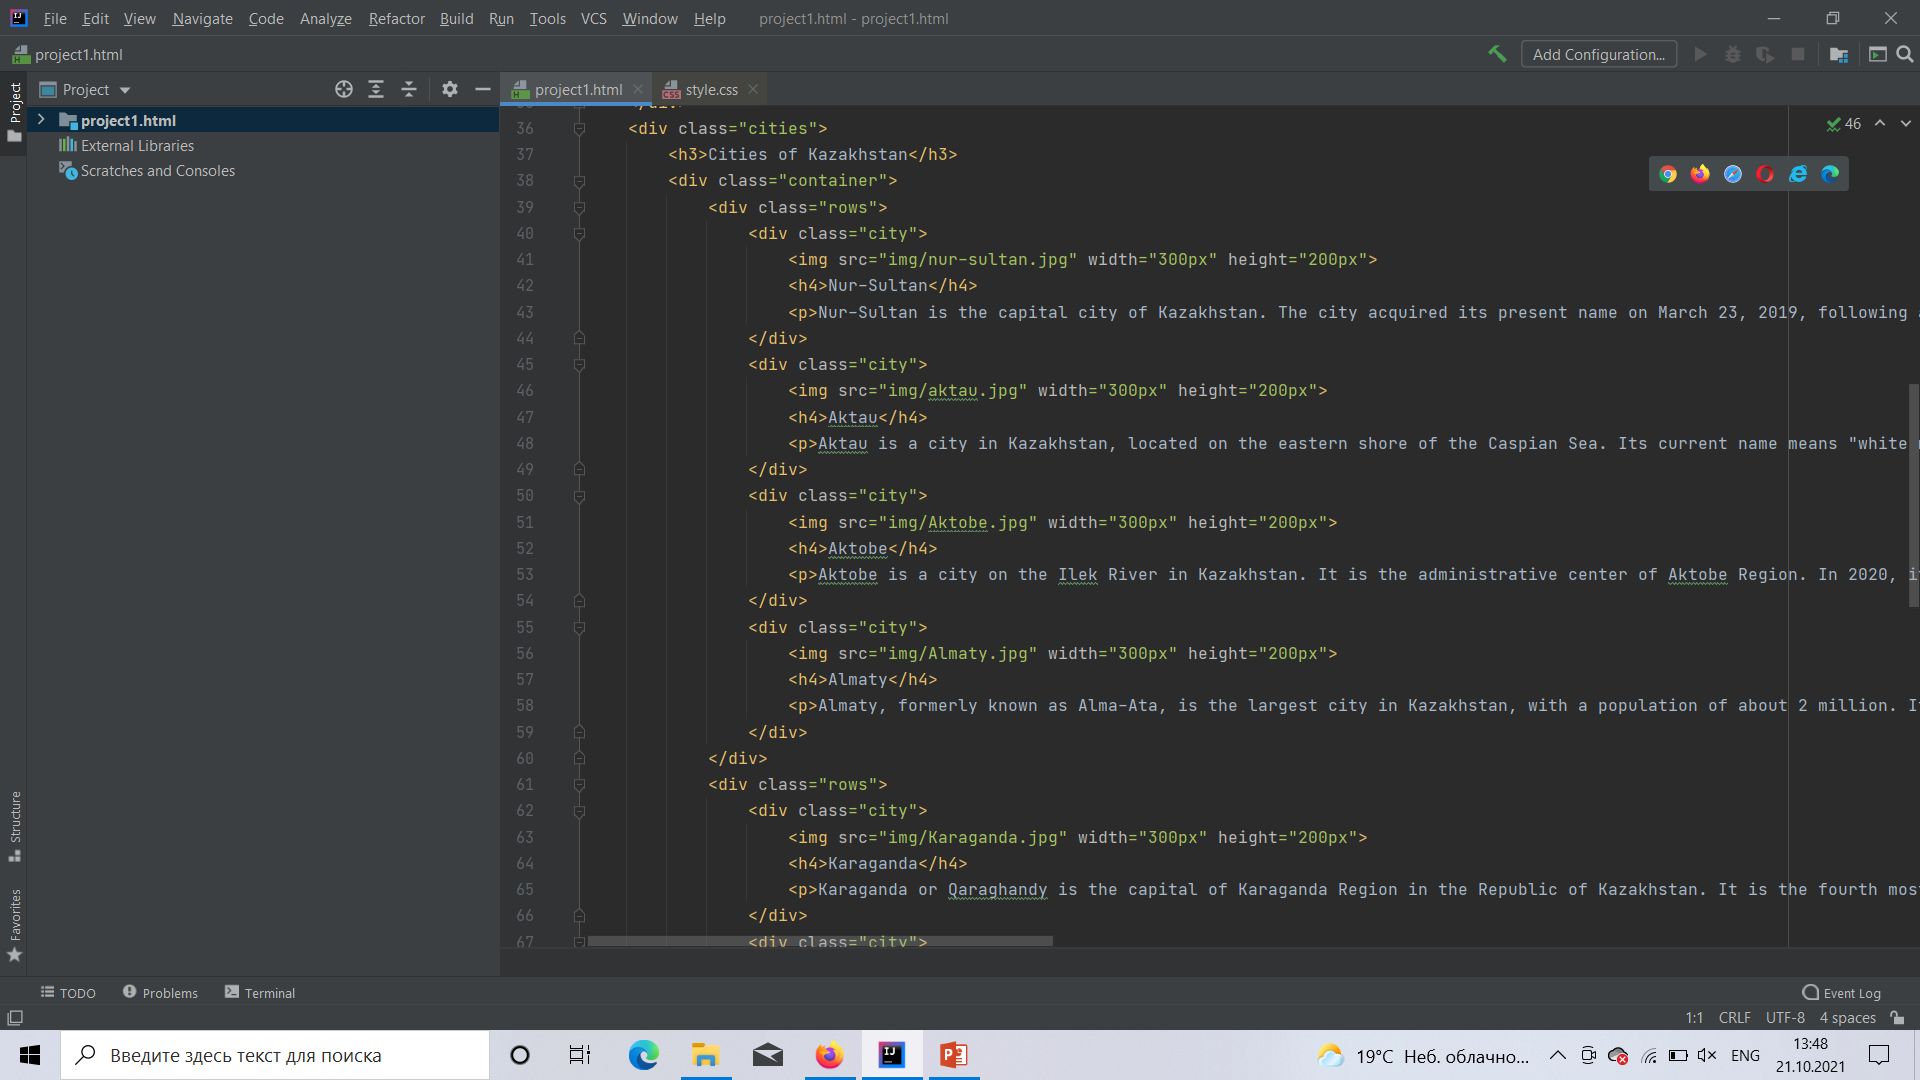 File Edit View Navigate Code Analyze Refactor Build Run Tools VCS Window Help project1.html - project1.html
project1.html
Add Configuration...
Project
Project
project1.html
style.css
project1.html
External Libraries
Scratches and Consoles
46
36 <div class="cities">
37 <h3>Cities of Kazakhstan</h3>
38 <div class="container">
39 <div class="rows">
40 <div class="city">
41 <img src="img/nur-sultan.jpg" width="300px" height="200px">
42 <h4>Nur-Sultan</h4>
43 <p>Nur-Sultan is the capital city of Kazakhstan. The city acquired its present name on March 23, 2019, following
44 </div>
45 <div class="city">
46 <img src="img/aktau.jpg" width="300px" height="200px">
47 <h4>Aktau</h4>
48 <p>Aktau is a city in Kazakhstan, located on the eastern shore of the Caspian Sea. Its current name means "white
49 </div>
50 <div class="city">
51 <img src="img/Aktobe.jpg" width="300px" height="200px">
52 <h4>Aktobe</h4>
53 <p>Aktobe is a city on the Ilek River in Kazakhstan. It is the administrative center of Aktobe Region. In 2020,
54 </div>
55 <div class="city">
56 <img src="img/Almaty.jpg" width="300px" height="200px">
57 <h4>Almaty</h4>
58 <p>Almaty, formerly known as Alma-Ata, is the largest city in Kazakhstan, with a population of about 2 million.
59 </div>
60 </div>
61 <div class="rows">
62 <div class="city">
63 <img src="img/Karaganda.jpg" width="300px" height="200px">
64 <h4>Karaganda</h4>
65 <p>Karaganda or Qaraghandy is the capital of Karaganda Region in the Republic of Kazakhstan. It is the fourth mos
66 </div>
67 <div class="city">
Structure
Favorites
TODO Problems Terminal
Event Log
1:1 CRLF UTF-8 4 spaces
Введите здесь текст для поиска
19°C Неб. облачно...
ENG
13:48
21.10.2021